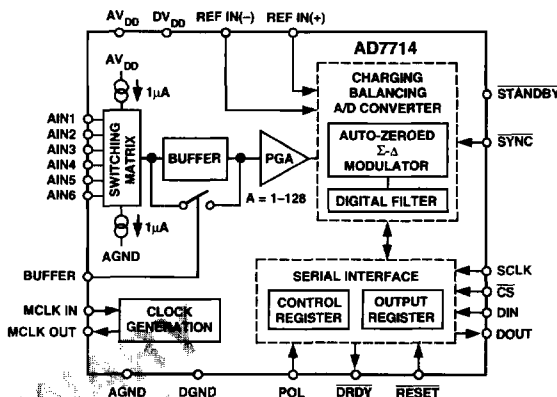 AVDD DVDD REF IN(–) REF IN(+)
AD7714
AVDD
1µA
CHARGING
BALANCING
A/D CONVERTER
STANDBY
AIN1
AIN2
AIN3
AIN4
AIN5
AIN6
SWITCHING
MATRIX
BUFFER
PGA
A = 1–128
AUTO-ZEROED
Σ-Δ
MODULATOR
SYNC
DIGITAL FILTER
1µA
AGND
BUFFER
SERIAL INTERFACE
CONTROL
REGISTER
OUTPUT
REGISTER
SCLK
CS
DIN
DOUT
MCLK IN
MCLK OUT
CLOCK
GENERATION
AGND DGND POL DRDY RESET